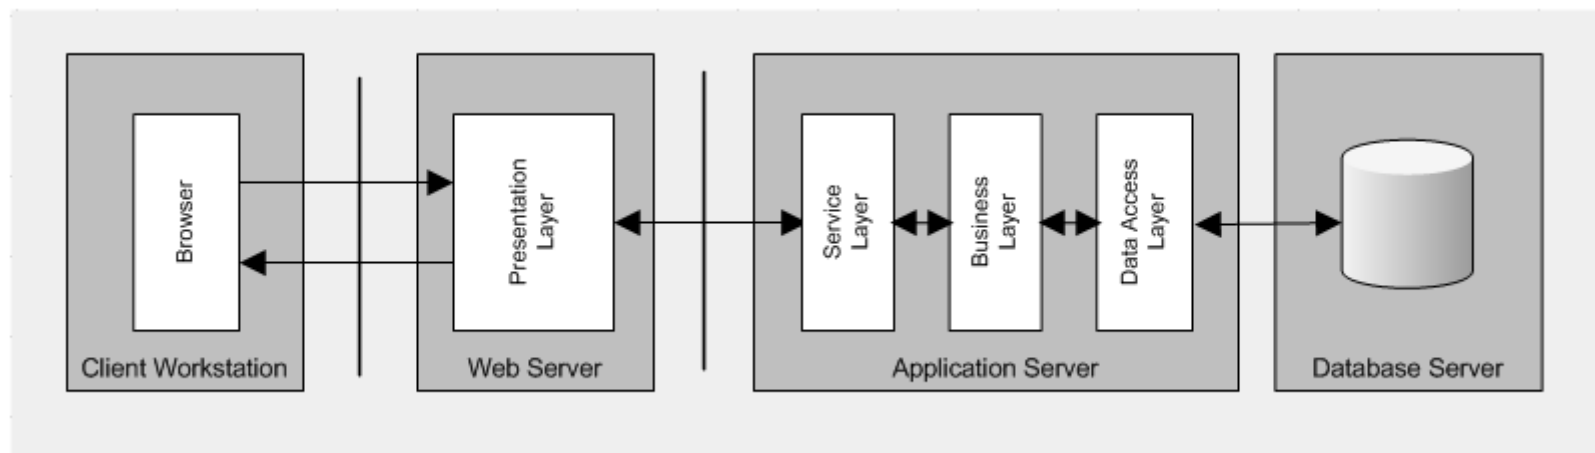 Browser
Client Workstation
Presentation
Layer
Web Server
Service
Layer
Business
Layer
Data Access
Layer
Application Server
Database Server